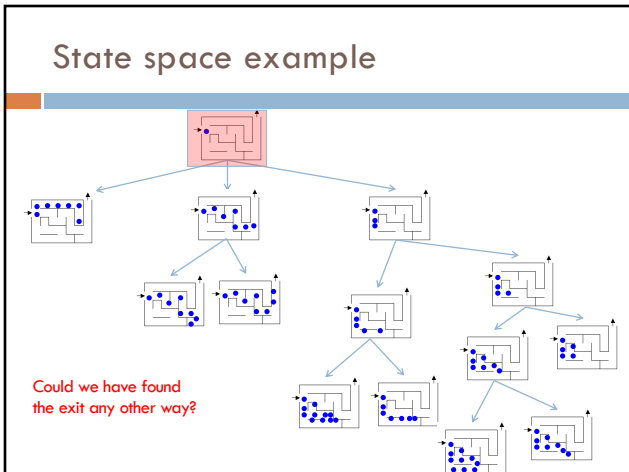 State space example
Could we have found
the exit any other way?